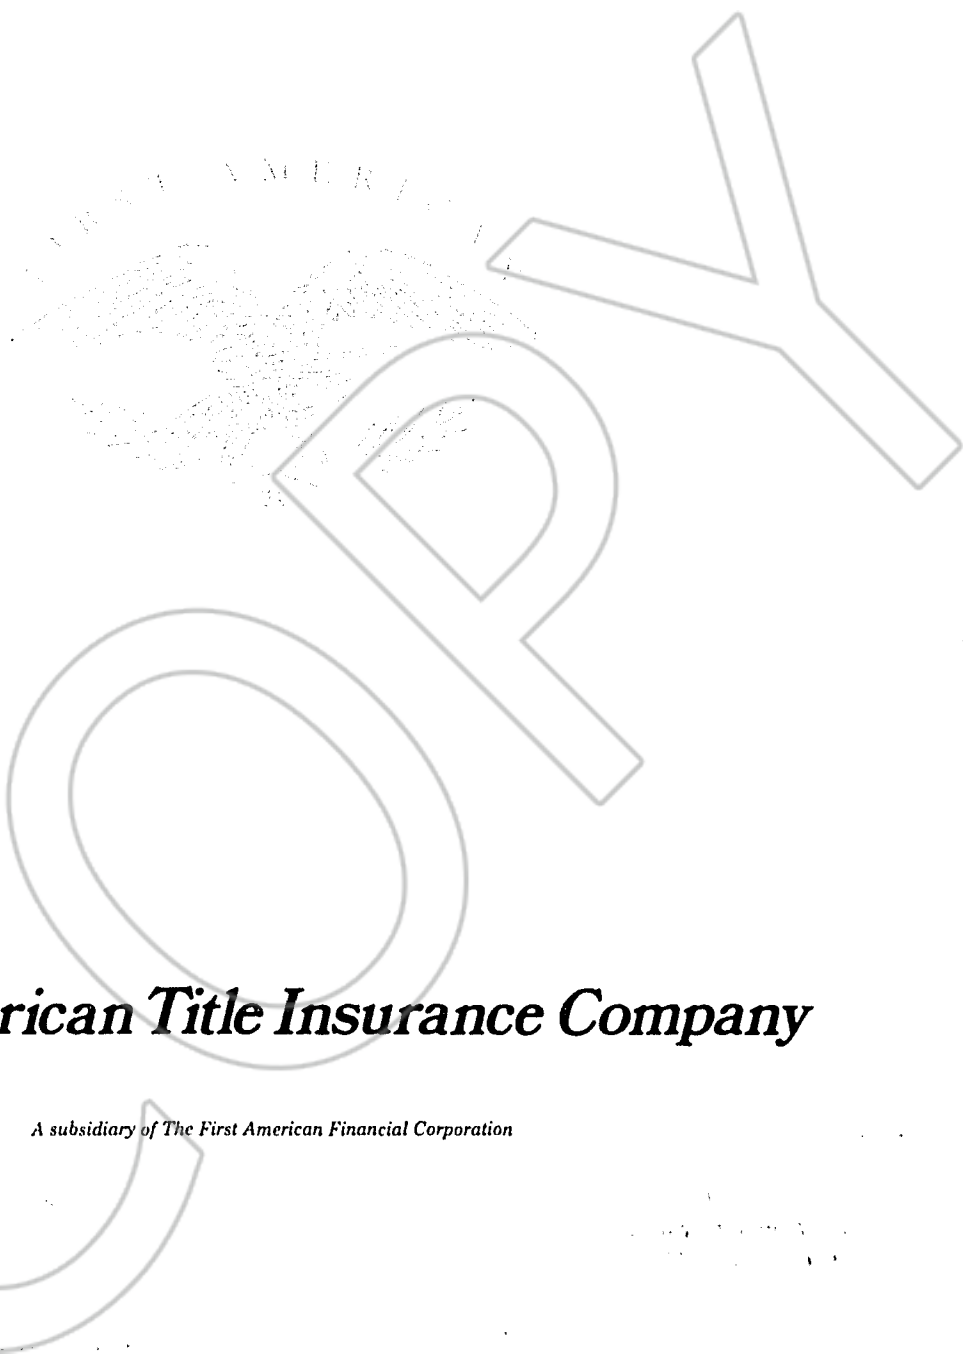 rican Title Insurance Company
A subsidiary of The First American Financial Corporation
COPY